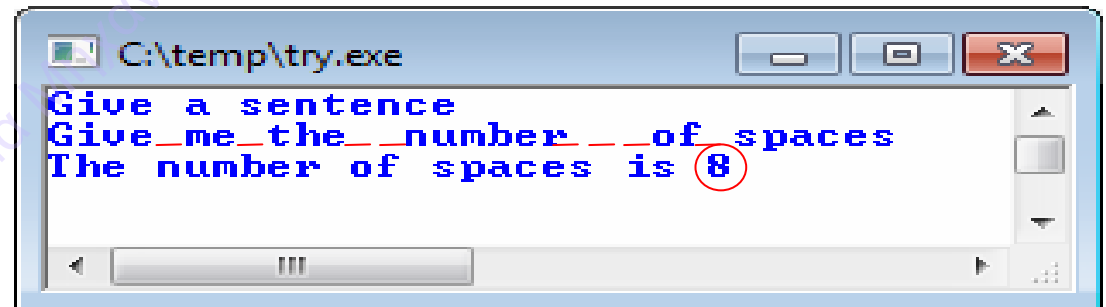 C:\temp\try.exe
Give a sentence
Give me the  number   of spaces
The number of spaces is 8